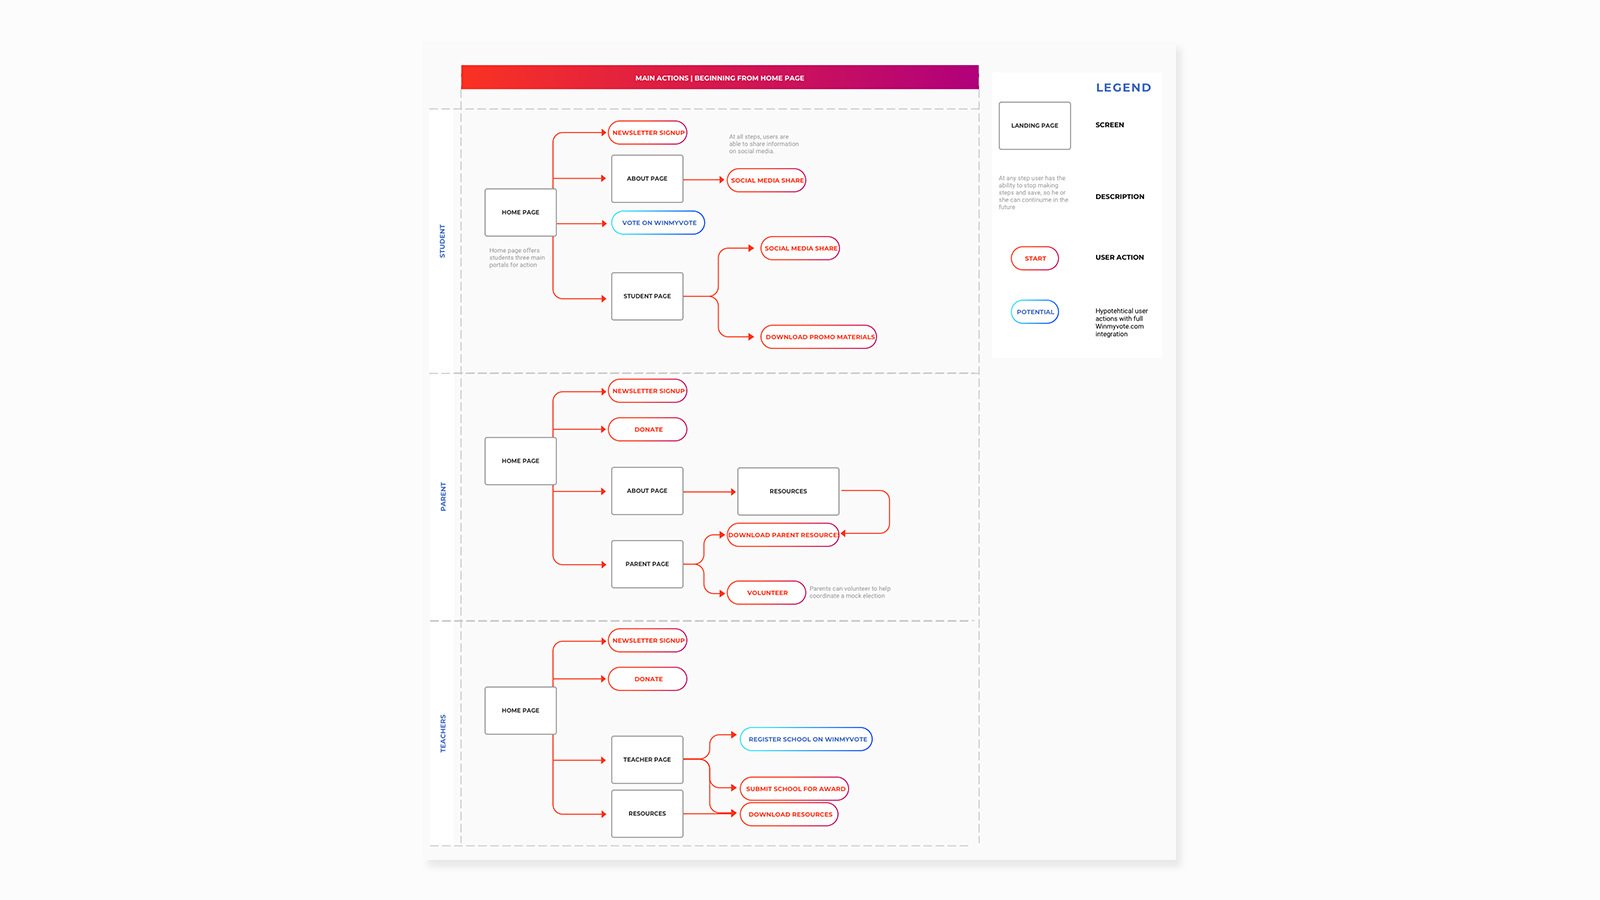 MAIN ACTIONS | BEGINNING FROM HOME PAGE
STUDENT
HOME PAGE
Home page offers
students three main
portals for action
NEWSLETTER SIGNUP
ABOUT PAGE
At all steps, users are
able to share information
on social media.
SOCIAL MEDIA SHARE
VOTE ON WINMYVOTE
STUDENT PAGE
SOCIAL MEDIA SHARE
DOWNLOAD PROMO MATERIALS
PARENT
HOME PAGE
NEWSLETTER SIGNUP
DONATE
ABOUT PAGE
RESOURCES
PARENT PAGE
DOWNLOAD PARENT RESOURCE
VOLUNTEER
Parents can volunteer to help
coordinate a mock election
TEACHERS
HOME PAGE
NEWSLETTER SIGNUP
DONATE
TEACHER PAGE
REGISTER SCHOOL ON WINMYVOTE
SUBMIT SCHOOL FOR AWARD
RESOURCES
DOWNLOAD RESOURCES
LEGEND
LANDING PAGE
SCREEN
At any step user has the
ability to stop making
steps and save, so he or
she can continume in the
future
DESCRIPTION
START
USER ACTION
POTENTIAL
Hypotehtical user
actions with full
Winmyvote.com
integration